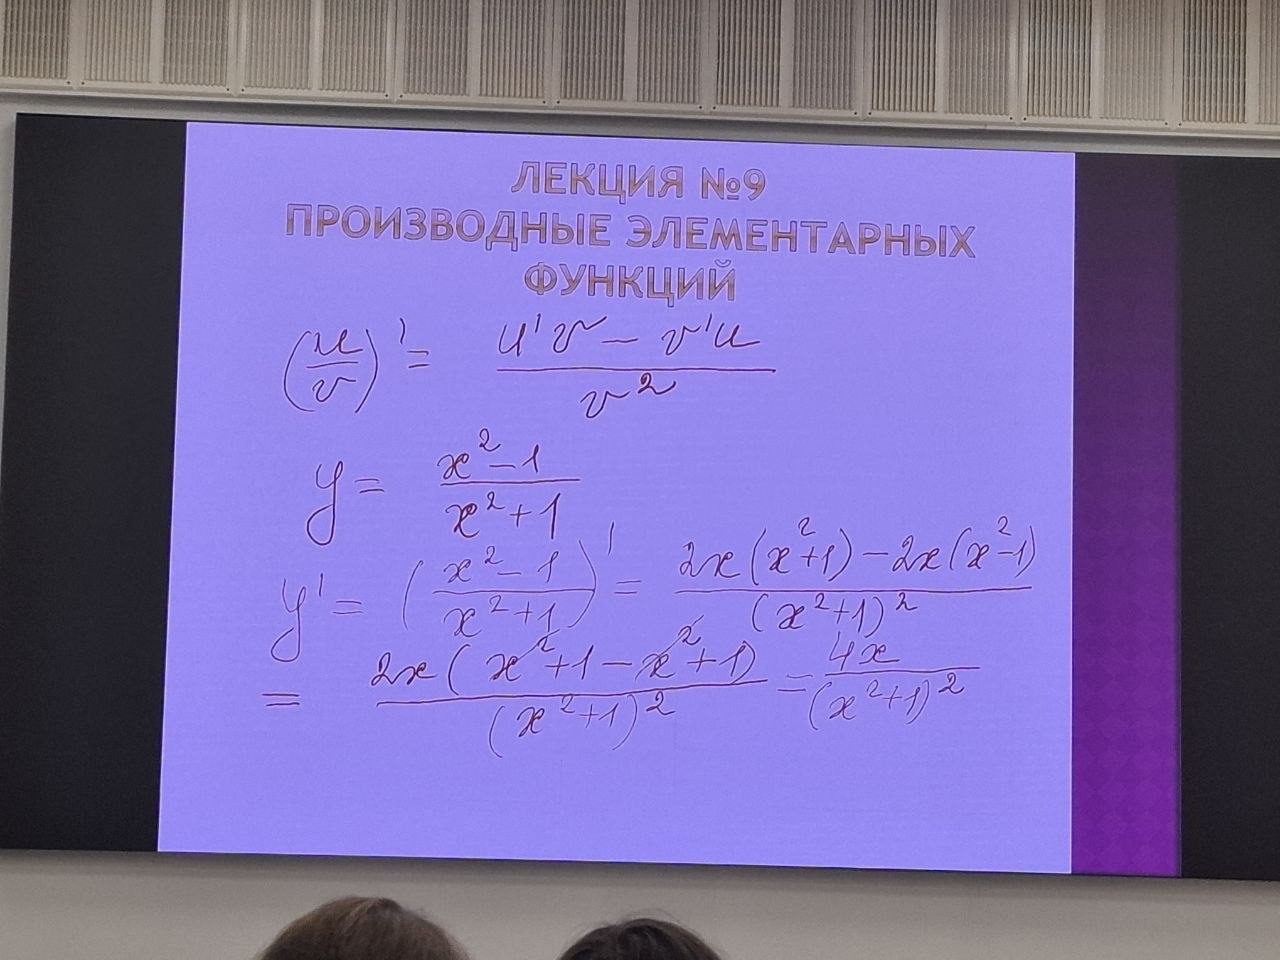 ЛЕКЦИЯ №9
ПРОИЗВОДНЫЕ ЭЛЕМЕНТАРНЫХ
ФУНКЦИЙ
(u/v)' = (u'v − v'u)/v²
y = (x²−1)/(x²+1)
y' = ((x²−1)/(x²+1))' = (2x(x²+1) − 2x(x²−1))/(x²+1)²
= (2x(x²+1−x²+1))/(x²+1)² = 4x/(x²+1)²